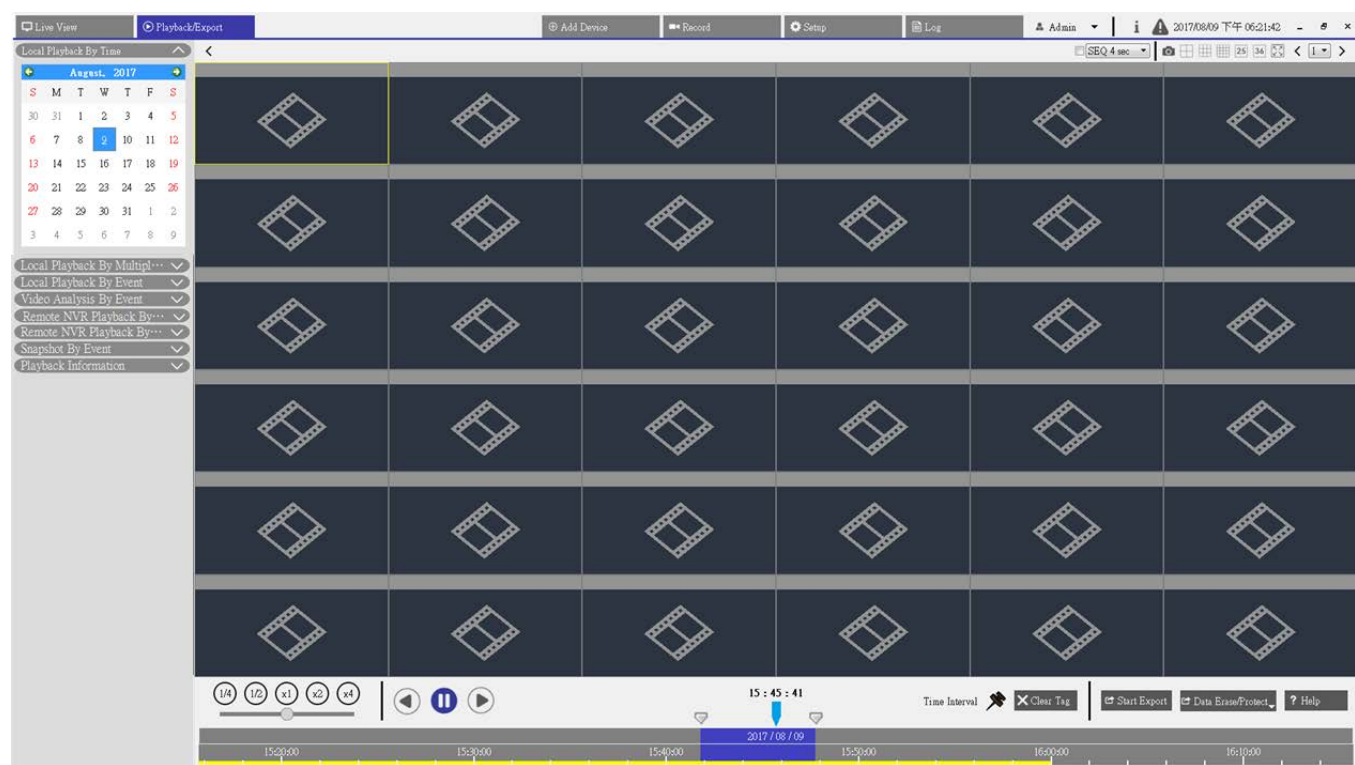 Live View Playback/Export Add Device Record Setup Log Admin i 2017/08/09 下午 06:21:42
Local Playback By Time SEQ 4 sec 25 36 1
August, 2017
S M T W T F S
30 31 1 2 3 4 5
6 7 8 9 10 11 12
13 14 15 16 17 18 19
20 21 22 23 24 25 26
27 28 29 30 31 1 2
3 4 5 6 7 8 9
Local Playback By Multipl···
Local Playback By Event
Video Analysis By Event
Remote NVR Playback By···
Remote NVR Playback By···
Snapshot By Event
Playback Information
1/4 1/2 x1 x2 x4 15 : 45 : 41 Time Interval Clear Tag Start Export Data Erase/Protect ? Help
2017 / 08 / 09
15:20:00 15:30:00 15:40:00 15:50:00 16:00:00 16:10:00